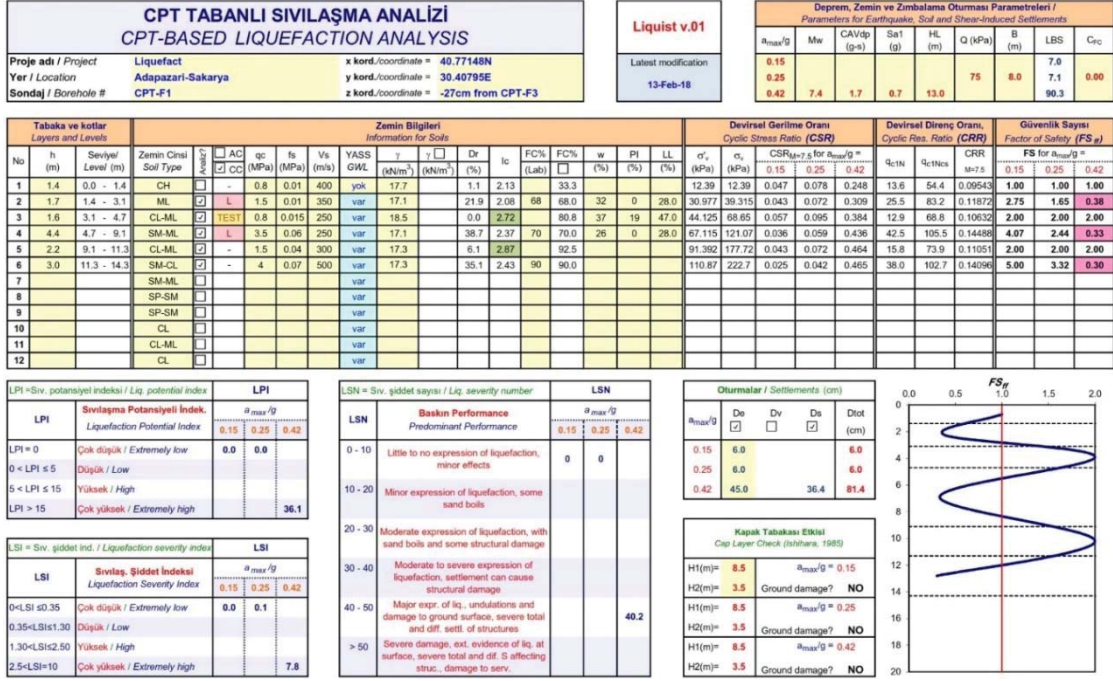 CPT TABANLI SIVILAŞMA ANALİZİ
CPT-BASED LIQUEFACTION ANALYSIS
Proje adı / Project Liquefact x kord./coordinate = 40.77148N
Yer / Location Adapazari-Sakarya y kord./coordinate = 30.40795E
Sondaj / Borehole # CPT-F1 z kord./coordinate = -27cm from CPT-F3
Liquist v.01
Latest modification
13-Feb-18
Deprem, Zemin ve Zımbalama Oturması Parametreleri /
Parameters for Earthquake, Soil and Shear-Induced Settlements
amax/g Mw CAVdp (g-s) Sa1 (g) HL (m) Q (kPa) B (m) LBS CFC
0.15 7.0
0.25 75 8.0 7.1 0.00
0.42 7.4 1.7 0.7 13.0 90.3
Tabaka ve kotlar
Layers and Levels
Zemin Bilgileri
Information for Soils
Devirsel Gerilme Oranı
Cyclic Stress Ratio (CSR)
Devirsel Direnç Oranı,
Cyclic Res. Ratio (CRR)
Güvenlik Sayısı
Factor of Safety (FSff)
No h (m) Seviye/ Level (m) Zemin Cinsi Soil Type Analiz? AC CC qc (MPa) fs (MPa) Vs (m/s) YASS GWL γ (kN/m³) γ (kN/m³) Dr (%) Ic FC% (Lab) FC% w (%) PI (%) LL (%) σ'v (kPa) σv (kPa) CSRM=7.5 for amax/g = 0.15 0.25 0.42 qc1N qc1Ncs CRR M=7.5 FS for amax/g = 0.15 0.25 0.42
1 1.4 0.0 - 1.4 CH - 0.8 0.01 400 yok 17.7 1.1 2.13 33.3 12.39 12.39 0.047 0.078 0.248 13.6 54.4 0.09543 1.00 1.00 1.00
2 1.7 1.4 - 3.1 ML L 1.5 0.01 350 var 17.1 21.9 2.08 68 68.0 32 0 28.0 30.977 39.315 0.043 0.072 0.309 25.5 83.2 0.11872 2.75 1.65 0.38
3 1.6 3.1 - 4.7 CL-ML TEST 0.8 0.015 250 var 18.5 0.0 2.72 80.8 37 19 47.0 44.125 68.65 0.057 0.095 0.384 12.9 68.8 0.10632 2.00 2.00 2.00
4 4.4 4.7 - 9.1 SM-ML L 3.5 0.06 250 var 17.1 38.7 2.37 70 70.0 26 0 28.0 67.115 121.07 0.036 0.059 0.436 42.5 105.5 0.14488 4.07 2.44 0.33
5 2.2 9.1 - 11.3 CL-ML - 1.5 0.04 300 var 17.3 6.1 2.87 92.5 91.392 177.72 0.043 0.072 0.464 15.8 73.9 0.11051 2.00 2.00 2.00
6 3.0 11.3 - 14.3 SM-CL - 4 0.07 500 var 17.3 35.1 2.43 90 90.0 110.87 222.7 0.025 0.042 0.465 38.0 102.7 0.14096 5.00 3.32 0.30
7 SM-ML var
8 SP-SM var
9 SP-SM var
10 CL var
11 CL-ML var
12 CL var
LPI =Sıv. potansiyel indeksi / Liq. potential index LPI
LPI Sıvılaşma Potansiyeli İndek. Liquefaction Potential Index a max /g 0.15 0.25 0.42
LPI = 0 Çok düşük / Extremely low 0.0 0.0
0 < LPI ≤ 5 Düşük / Low
5 < LPI ≤ 15 Yüksek / High
LPI > 15 Çok yüksek / Extremely high 36.1
LSI = Sıv. şiddet ind. / Liquefaction severity index LSI
LSI Sıvılaş. Şiddet İndeksi Liquefaction Severity Index a max /g 0.15 0.25 0.42
0<LSI ≤0.35 Çok düşük / Extremely low 0.0 0.1
0.35<LSI≤1.30 Düşük / Low
1.30<LSI≤2.50 Yüksek / High
2.5<LSI=10 Çok yüksek / Extremely high 7.8
LSN = Sıv. şiddet sayısı / Liq. severity number LSN
LSN Baskın Performance Predominant Performance a max /g 0.15 0.25 0.42
0 - 10 Little to no expression of liquefaction, minor effects 0 0
10 - 20 Minor expression of liquefaction, some sand boils
20 - 30 Moderate expression of liquefaction, with sand boils and some structural damage
30 - 40 Moderate to severe expression of liquefaction, settlement can cause structural damage
40 - 50 Major expr. of liq., undulations and damage to ground surface, severe total and diff. settl. of structures 40.2
> 50 Severe damage, ext. evidence of liq. at surface, severe total and dif. S affecting struc., damage to serv.
Oturmalar / Settlements (cm)
amax/g De Dv Ds Dtot (cm)
0.15 6.0 6.0
0.25 6.0 6.0
0.42 45.0 36.4 81.4
Kapak Tabakası Etkisi
Cap Layer Check (Ishihara, 1985)
H1(m)= 8.5 amax/g = 0.15
H2(m)= 3.5 Ground damage? NO
H1(m)= 8.5 amax/g = 0.25
H2(m)= 3.5 Ground damage? NO
H1(m)= 8.5 amax/g = 0.42
H2(m)= 3.5 Ground damage? NO
FSff
0.0 0.5 1.0 1.5 2.0
0
2
4
6
8
10
12
14
16
18
20